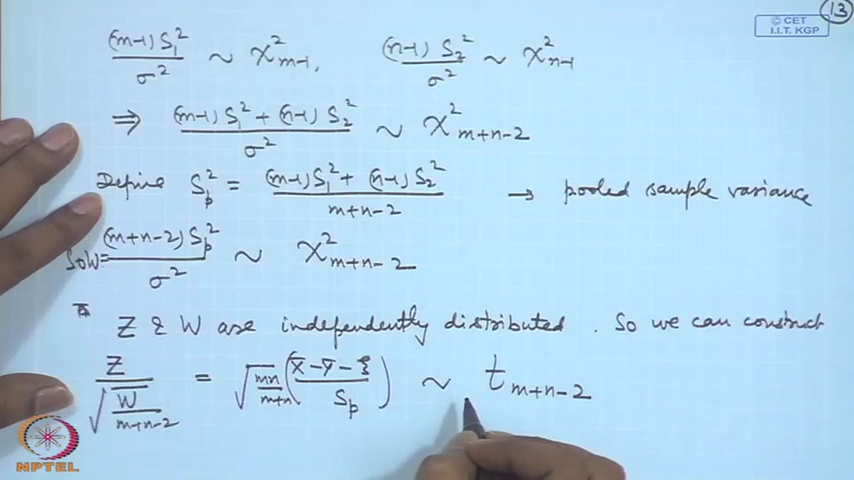 13
© CET
I.I.T. KGP
(m-1) S₁² / σ² ~ χ²ₘ₋₁, (n-1) S₂² / σ² ~ χ²ₙ₋₁
⇒ (m-1) S₁² + (n-1) S₂² / σ² ~ χ²ₘ₊ₙ₋₂
Define Sₚ² = (m-1) S₁² + (n-1) S₂² / m+n-2 → pooled sample variance
So W = (m+n-2) Sₚ² / σ² ~ χ²ₘ₊ₙ₋₂
Z & W are independently distributed. So we can construct
Z / √(W / m+n-2) = √(mn / m+n) (x̄ - ȳ - ξ / Sₚ) ~ tₘ₊ₙ₋₂
NPTEL